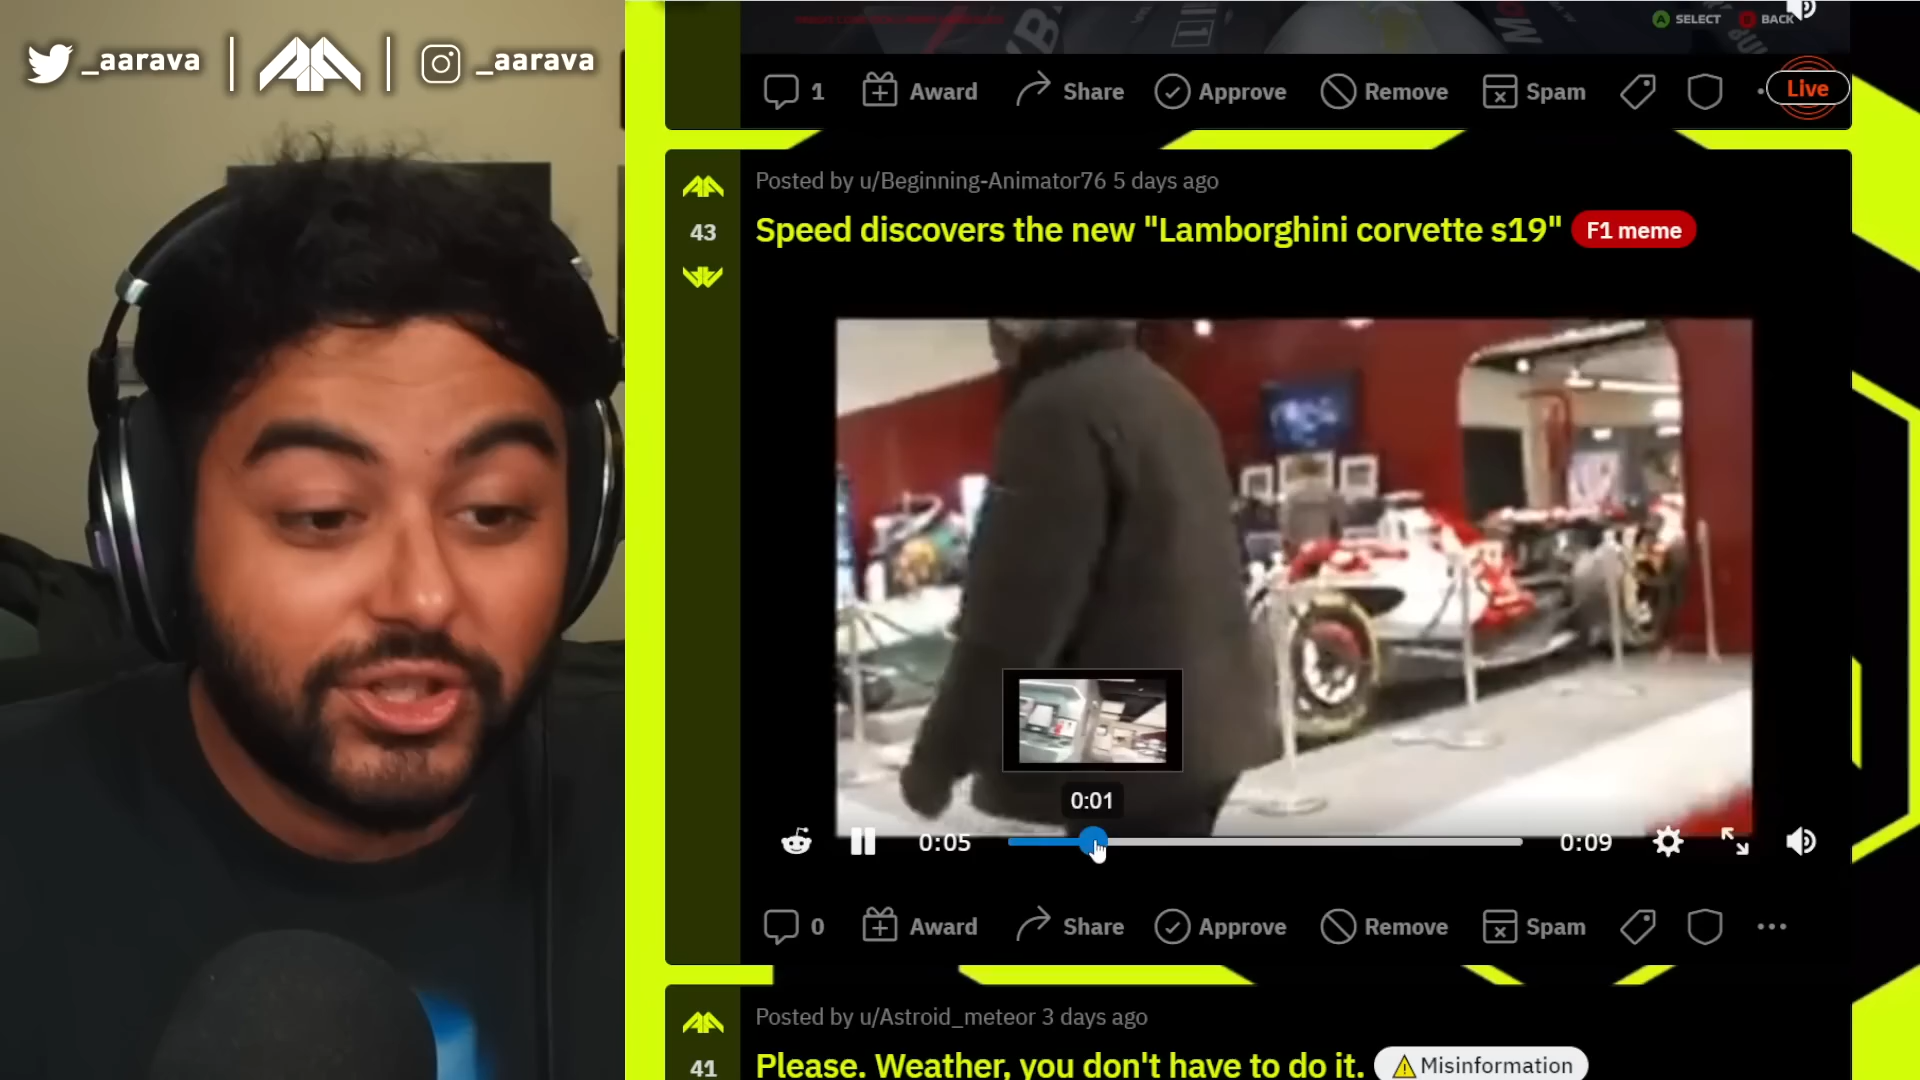 _aarava
_aarava
SELECT
BACK
1
Award
Share
Approve
Remove
Spam
Live
Posted by u/Beginning-Animator76 5 days ago
43
Speed discovers the new "Lamborghini corvette s19"
F1 meme
0:01
0:05
0:09
0
Award
Share
Approve
Remove
Spam
Posted by u/Astroid_meteor 3 days ago
41
Please. Weather, you don't have to do it.
Misinformation